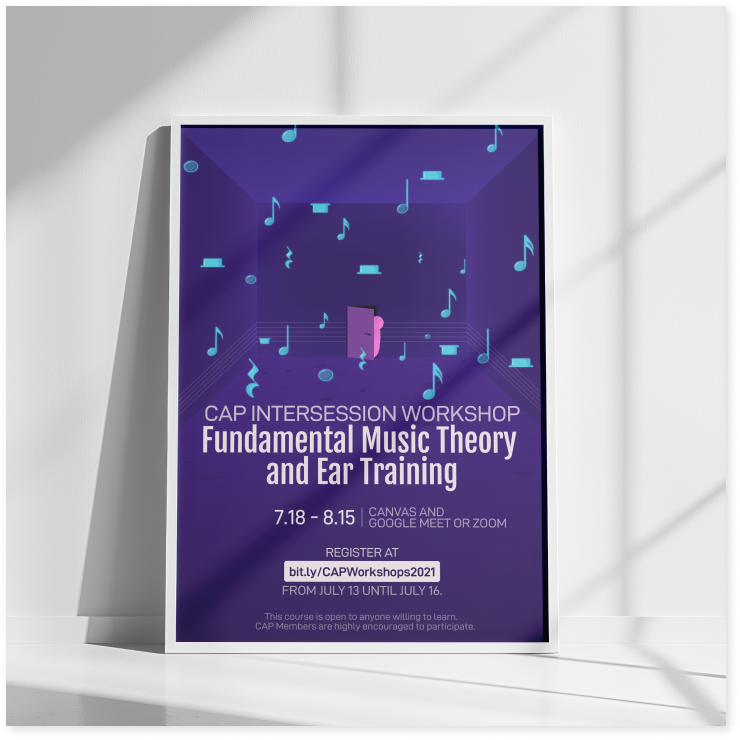 CAP INTERSESSION WORKSHOP
Fundamental Music Theory
and Ear Training
7.18 - 8.15 | CANVAS AND
GOOGLE MEET OR ZOOM
REGISTER AT
bit.ly/CAPWorkshops2021
FROM JULY 13 UNTIL JULY 16.
This course is open to anyone willing to learn.
CAP Members are highly encouraged to participate.